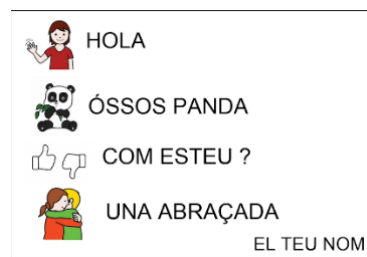 HOLA
ÓSSOS PANDA
COM ESTEU ?
UNA ABRAÇADA
EL TEU NOM